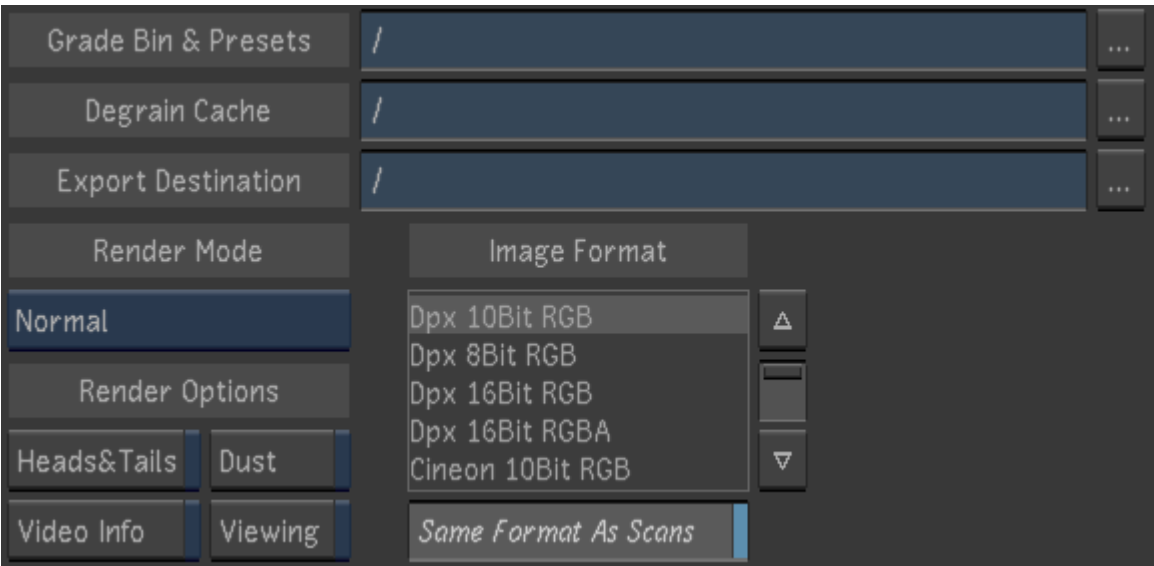 Grade Bin & Presets / ...
Degrain Cache / ...
Export Destination / ...
Render Mode Image Format
Normal
Dpx 10Bit RGB
Dpx 8Bit RGB
Dpx 16Bit RGB
Dpx 16Bit RGBA
Cineon 10Bit RGB
Render Options
Heads&Tails Dust
Video Info Viewing
Same Format As Scans